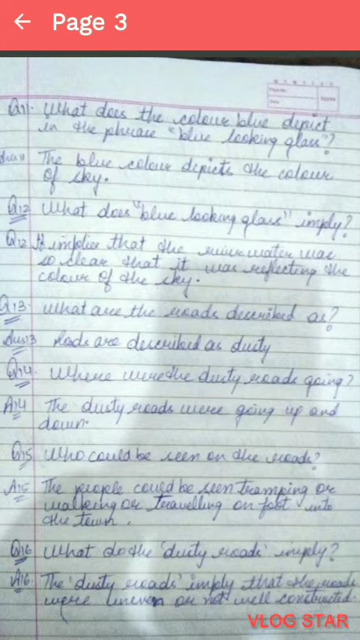 ← Page 3
Q11. What does the colour blue depict
in the phrase "blue looking glass"?
Ans11 The blue colour depicts the colour
of sky.
Q12 What does "blue looking glass" imply?
Q12. It implies that the river water was
so clear that it was reflecting the
colour of the sky.
Q13. what are the roads described as?
Ans13 Rods are described as dusty
Q14. Where were the dusty roads going?
A14 The dusty roads were going up and
down.
Q15 Who could be seen on the roads?
A15 The people could be seen tramping or
walking or travelling on foot into
the town.
Q16 What do the 'dusty roads' imply?
A16. The 'dusty roads' imply that the roads
were uneven or not well constructed.
VLOG STAR